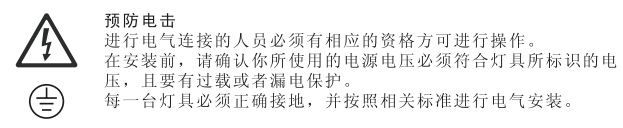 预防电击
进行电气连接的人员必须有相应的资格方可进行操作。
在安装前，请确认你所使用的电源电压必须符合灯具所标识的电
压，且要有过载或者漏电保护。
每一台灯具必须正确接地，并按照相关标准进行电气安装。